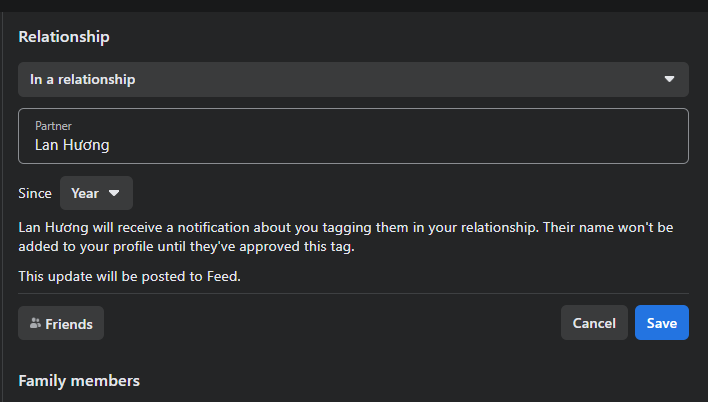 Relationship
In a relationship
Partner
Lan Hương
Since Year
Lan Hương will receive a notification about you tagging them in your relationship. Their name won't be
added to your profile until they've approved this tag.
This update will be posted to Feed.
Friends Cancel Save
Family members